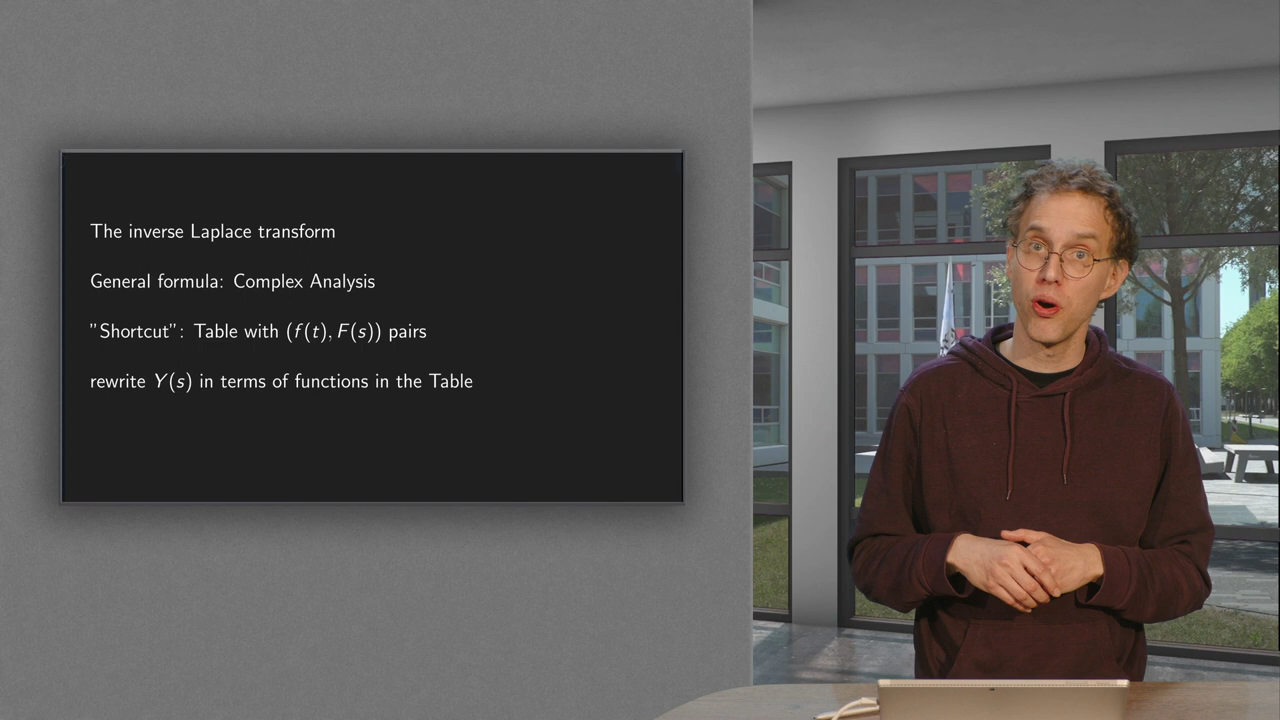 The inverse Laplace transform
General formula: Complex Analysis
"Shortcut": Table with (f(t), F(s)) pairs
rewrite Y(s) in terms of functions in the Table